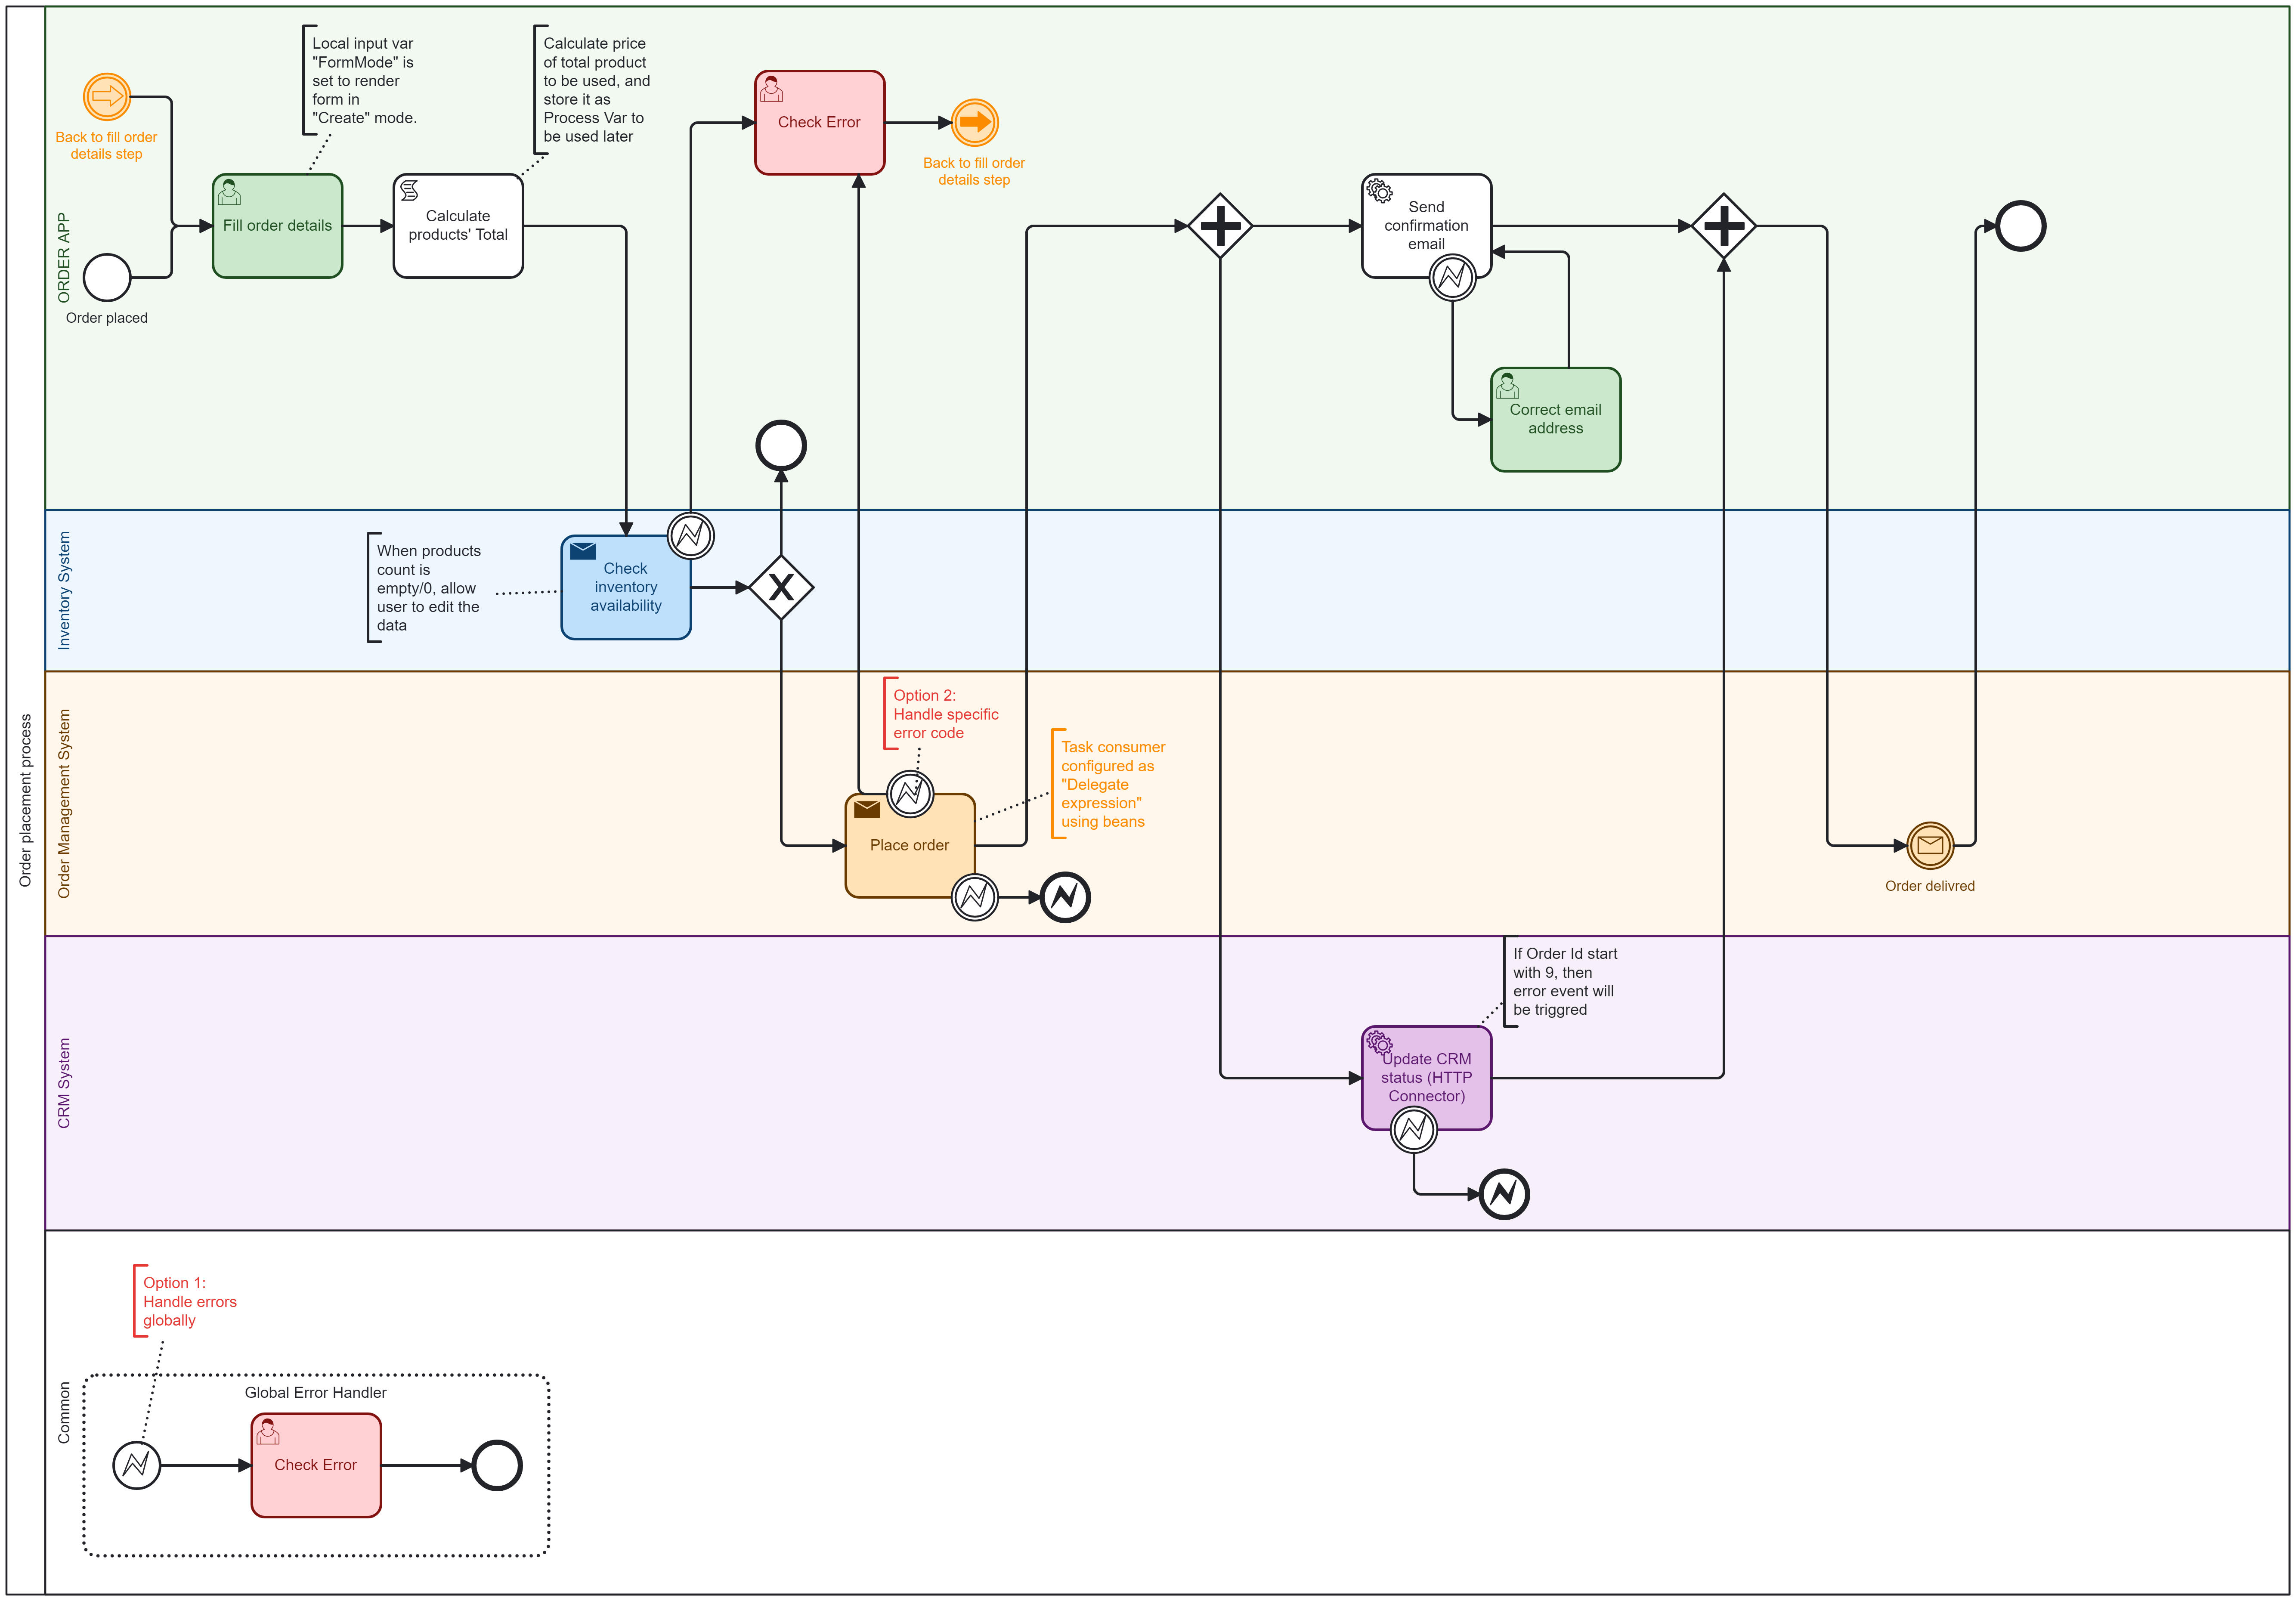 Order placement process
ORDER APP
Local input var
"FormMode" is
set to render
form in
"Create" mode.
Calculate price
of total product
to be used, and
store it as
Process Var to
be used later
Back to fill order
details step
Fill order details
Calculate
products' Total
Order placed
Check Error
Back to fill order
details step
Send
confirmation
email
Correct email
address
Inventory System
When products
count is
empty/0, allow
user to edit the
data
Check
inventory
availability
X
Order Management System
Option 2:
Handle specific
error code
Task consumer
configured as
"Delegate
expression"
using beans
Place order
Order delivred
CRM System
If Order Id start
with 9, then
error event will
be triggred
Update CRM
status (HTTP
Connector)
Common
Option 1:
Handle errors
globally
Global Error Handler
Check Error